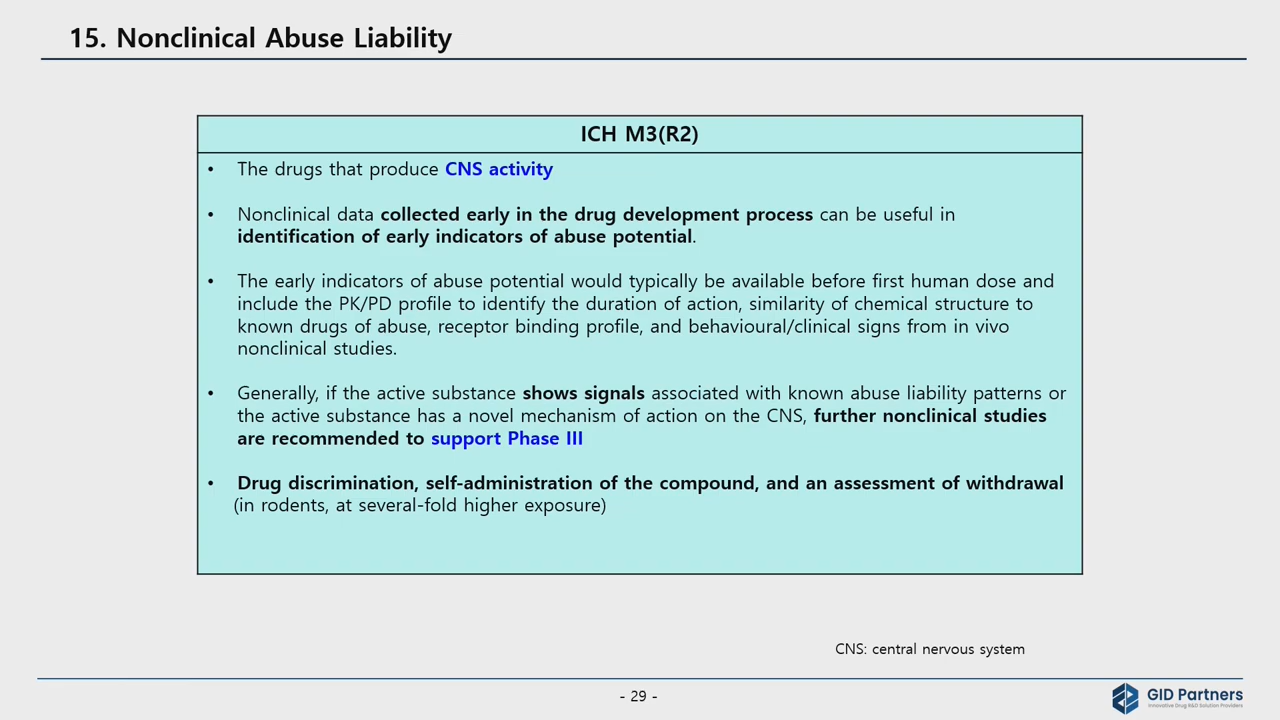 15. Nonclinical Abuse Liability
ICH M3(R2)
• The drugs that produce CNS activity
• Nonclinical data collected early in the drug development process can be useful in
identification of early indicators of abuse potential.
• The early indicators of abuse potential would typically be available before first human dose and
include the PK/PD profile to identify the duration of action, similarity of chemical structure to
known drugs of abuse, receptor binding profile, and behavioural/clinical signs from in vivo
nonclinical studies.
• Generally, if the active substance shows signals associated with known abuse liability patterns or
the active substance has a novel mechanism of action on the CNS, further nonclinical studies
are recommended to support Phase III
• Drug discrimination, self-administration of the compound, and an assessment of withdrawal
(in rodents, at several-fold higher exposure)
CNS: central nervous system
- 29 -
GID Partners
Innovative Drug R&D Solution Providers